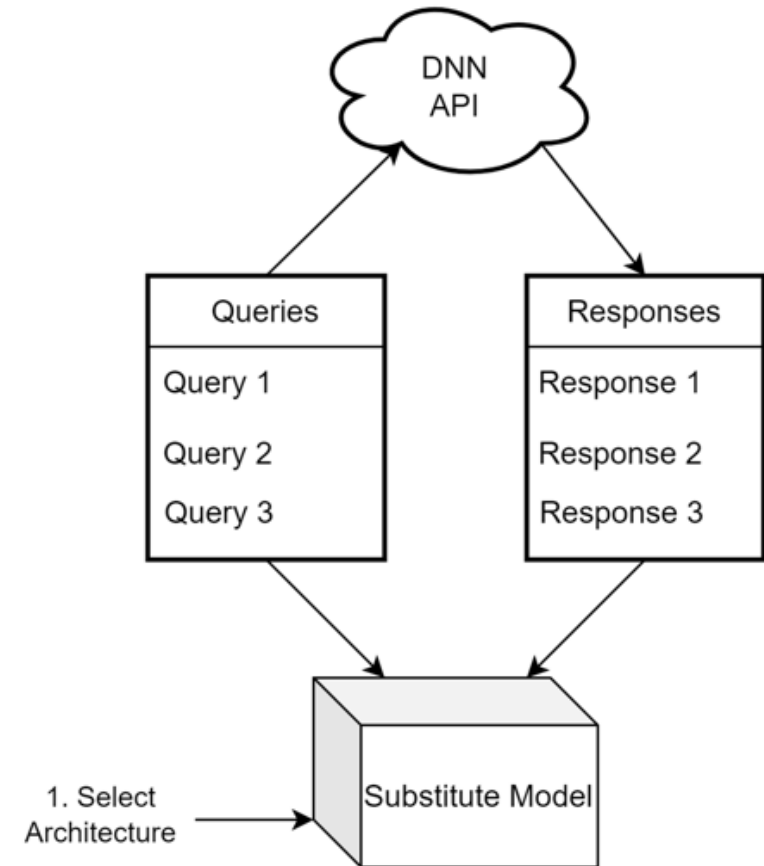 DNN
API
Queries
Query 1
Query 2
Query 3
Responses
Response 1
Response 2
Response 3
1. Select
Architecture
Substitute Model